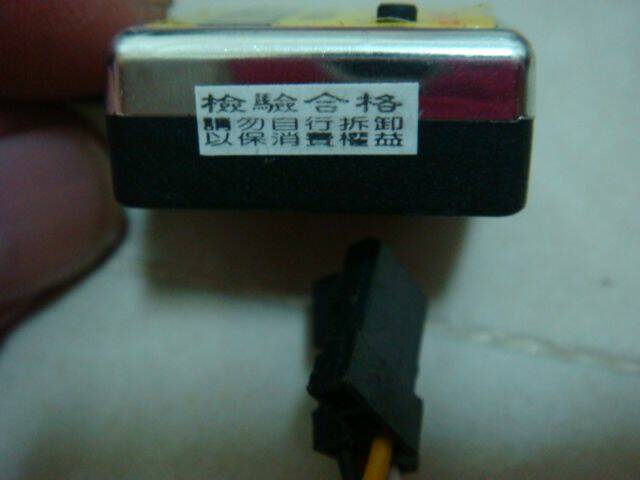 檢驗合格
請勿自行拆卸
以保消費權益